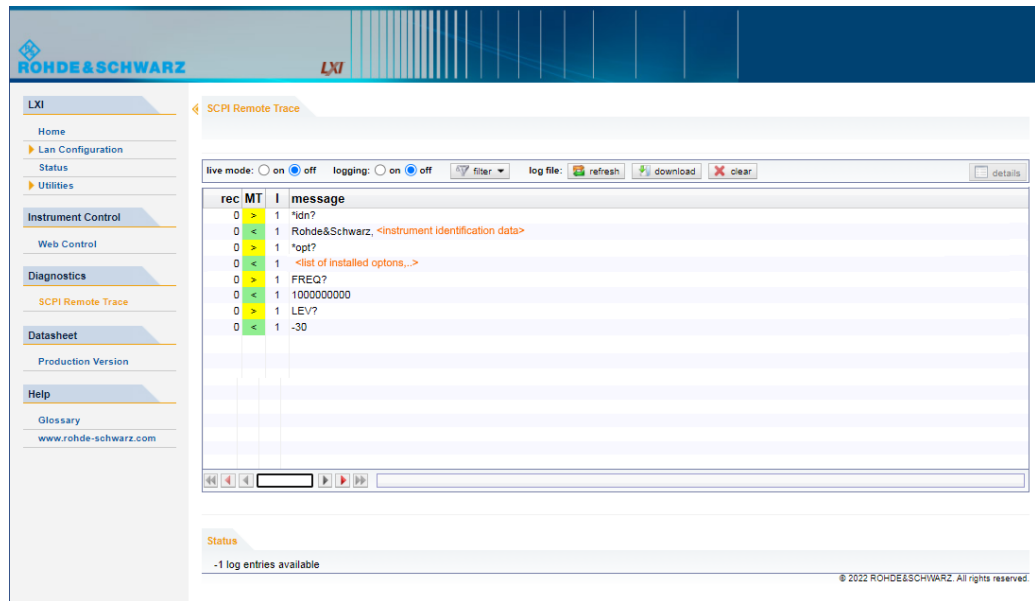 ROHDE&SCHWARZ
LXI
LXI
Home
Lan Configuration
Status
Utilities
Instrument Control
Web Control
Diagnostics
SCPI Remote Trace
Datasheet
Production Version
Help
Glossary
www.rohde-schwarz.com
SCPI Remote Trace
live mode: on off logging: on off filter log file: refresh download clear details
rec MT I message
0 > 1 *idn?
0 < 1 Rohde&Schwarz, <instrument identification data>
0 > 1 *opt?
0 < 1 <list of installed optons,..>
0 > 1 FREQ?
0 < 1 1000000000
0 > 1 LEV?
0 < 1 -30
Status
-1 log entries available
© 2022 ROHDE&SCHWARZ. All rights reserved.